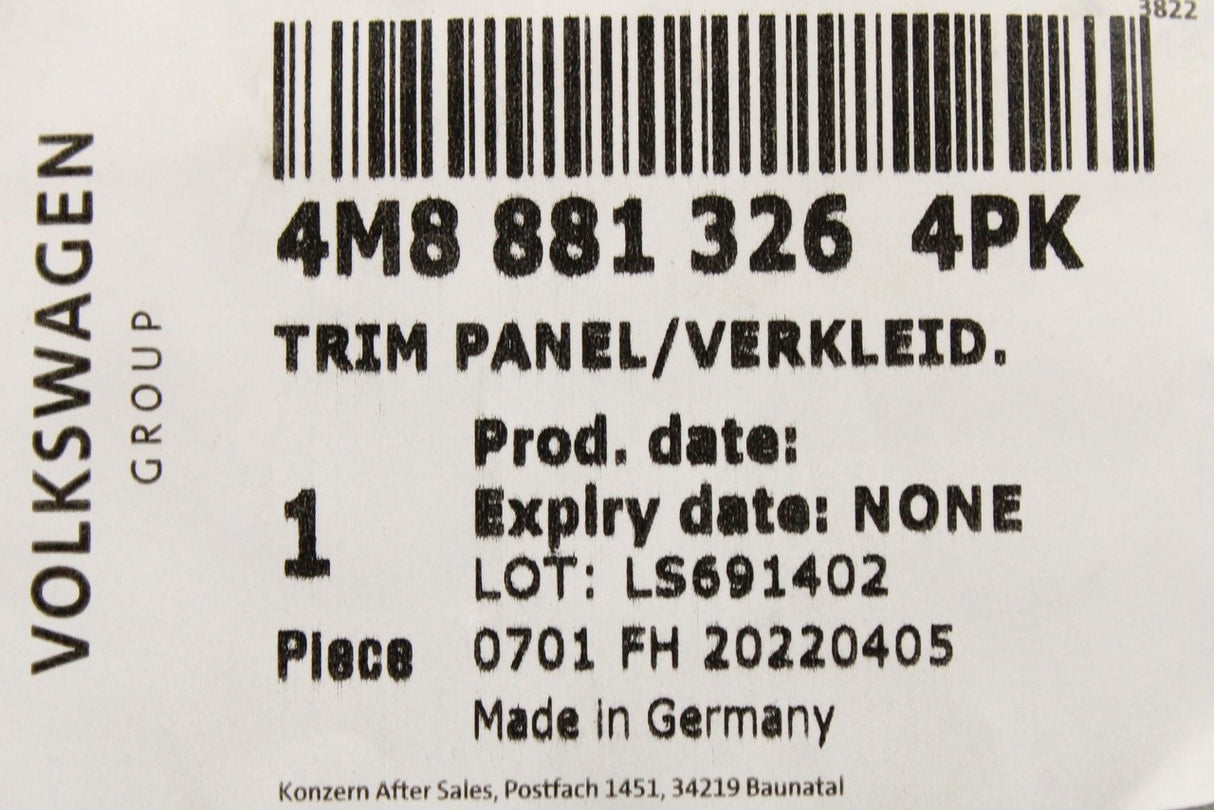 3822
VOLKSWAGEN
GROUP
4M8 881 326 4PK
TRIM PANEL/VERKLEID.
Prod. date:
Expiry date: NONE
1
LOT: LS691402
Piece
0701 FH 20220405
Made in Germany
Konzern After Sales, Postfach 1451, 34219 Baunatal